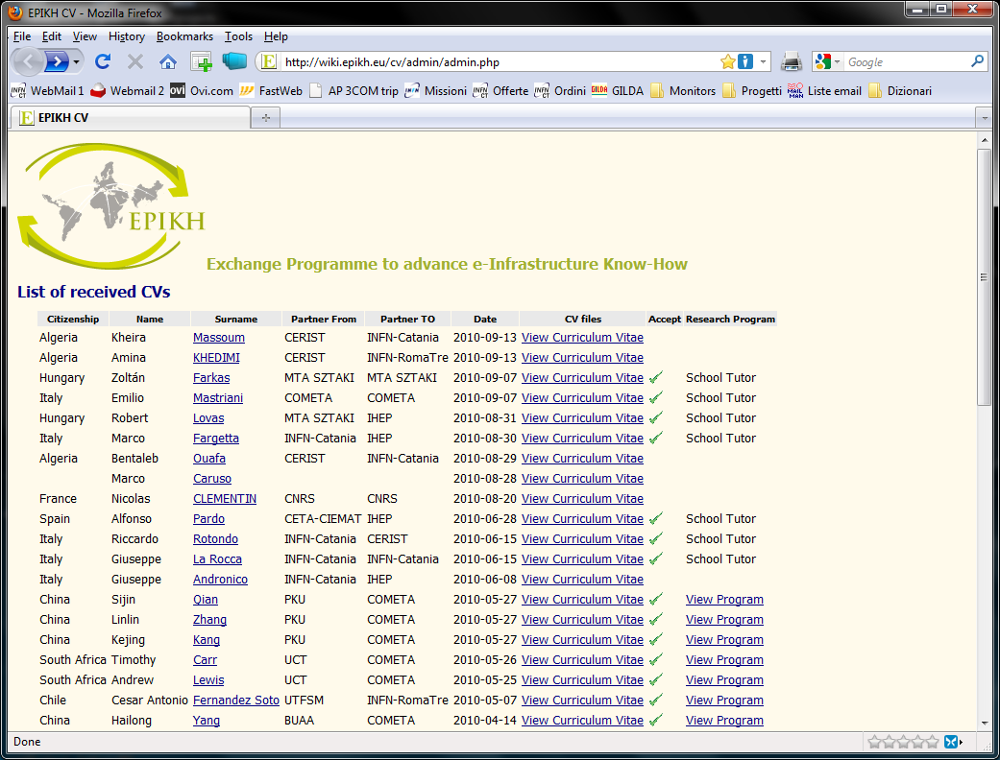 EPIKH CV - Mozilla Firefox
File Edit View History Bookmarks Tools Help
E http://wiki.epikh.eu/cv/admin/admin.php Google
WebMail 1 Webmail 2 ovi Ovi.com FastWeb AP 3COM trip Missioni Offerte Ordini GILDA GILDA Monitors Progetti MAIL MAN Liste email Dizionari
E EPIKH CV
EPIKH
Exchange Programme to advance e-Infrastructure Know-How
List of received CVs
Citizenship Name Surname Partner From Partner TO Date CV files Accept Research Program
Algeria Kheira Massoum CERIST INFN-Catania 2010-09-13 View Curriculum Vitae
Algeria Amina KHEDIMI CERIST INFN-RomaTre 2010-09-13 View Curriculum Vitae
Hungary Zoltán Farkas MTA SZTAKI MTA SZTAKI 2010-09-07 View Curriculum Vitae School Tutor
Italy Emilio Mastriani COMETA COMETA 2010-09-07 View Curriculum Vitae School Tutor
Hungary Robert Lovas MTA SZTAKI IHEP 2010-08-31 View Curriculum Vitae School Tutor
Italy Marco Fargetta INFN-Catania IHEP 2010-08-30 View Curriculum Vitae School Tutor
Algeria Bentaleb Ouafa CERIST INFN-Catania 2010-08-29 View Curriculum Vitae
Marco Caruso 2010-08-28 View Curriculum Vitae
France Nicolas CLEMENTIN CNRS CNRS 2010-08-20 View Curriculum Vitae
Spain Alfonso Pardo CETA-CIEMAT IHEP 2010-06-28 View Curriculum Vitae School Tutor
Italy Riccardo Rotondo INFN-Catania CERIST 2010-06-15 View Curriculum Vitae School Tutor
Italy Giuseppe La Rocca INFN-Catania INFN-Catania 2010-06-15 View Curriculum Vitae School Tutor
Italy Giuseppe Andronico INFN-Catania IHEP 2010-06-08 View Curriculum Vitae
China Sijin Qian PKU COMETA 2010-05-27 View Curriculum Vitae View Program
China Linlin Zhang PKU COMETA 2010-05-27 View Curriculum Vitae View Program
China Kejing Kang PKU COMETA 2010-05-27 View Curriculum Vitae View Program
South Africa Timothy Carr UCT COMETA 2010-05-26 View Curriculum Vitae View Program
South Africa Andrew Lewis UCT COMETA 2010-05-25 View Curriculum Vitae View Program
Chile Cesar Antonio Fernandez Soto UTFSM INFN-RomaTre 2010-05-07 View Curriculum Vitae View Program
China Hailong Yang BUAA COMETA 2010-04-14 View Curriculum Vitae View Program
Done